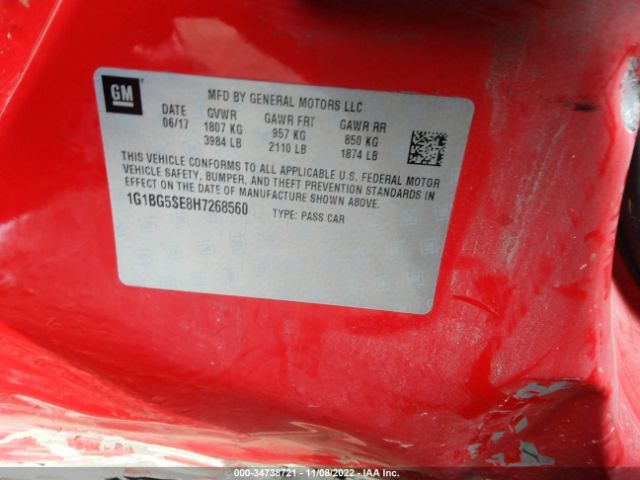 GM
MFD BY GENERAL MOTORS LLC
DATE GVWR GAWR FRT GAWR RR
06/17 1807 KG 957 KG 850 KG
3984 LB 2110 LB 1874 LB
THIS VEHICLE CONFORMS TO ALL APPLICABLE U.S. FEDERAL MOTOR
VEHICLE SAFETY, BUMPER, AND THEFT PREVENTION STANDARDS IN
EFFECT ON THE DATE OF MANUFACTURE SHOWN ABOVE.
1G1BG5SE8H7268560 TYPE: PASS CAR
000-34738721 - 11/08/2022 - IAA Inc.